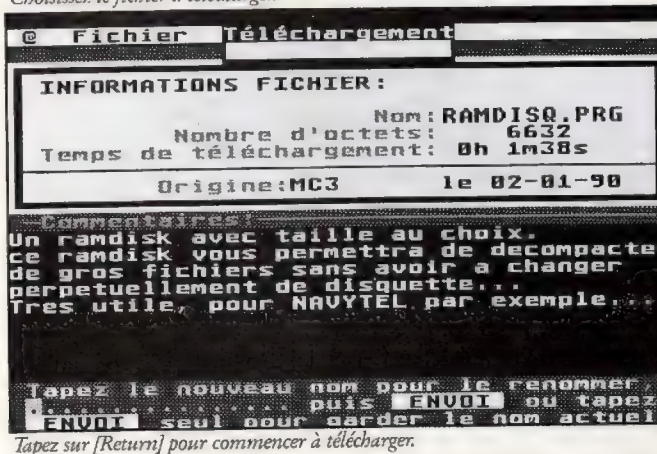 Choisissez le fichier à télécharger.
@ Fichier Téléchargement
INFORMATIONS FICHIER:
Nom: RAMDISQ.PRG
Nombre d'octets: 6632
Temps de téléchargement: 0h 1m38s
Origine: MC3 le 02-01-90
Commentaires:
Un ramdisk avec taille au choix.
ce ramdisk vous permettra de decompacte
de gros fichiers sans avoir a changer
perpetuellement de disquette...
Tres utile, pour NAVYTEL par exemple...
Tapez le nouveau nom pour le renommer,
................ puis ENVOI ou tapez
ENVOI seul pour garder le nom actuel
Tapez sur [Return] pour commencer à télécharger.